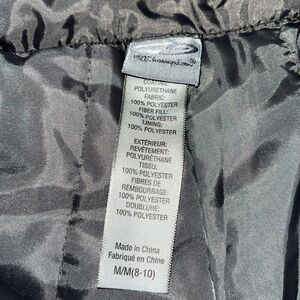 COATING:
POLYURETHANE
FABRIC:
100% POLYESTER
FIBER FILL:
100% POLYESTER
LINING:
100% POLYESTER
EXTÉRIEUR:
REVÊTEMENT:
POLYURÉTHANE
TISSU:
100% POLYESTER
FIBRES DE
REMBOURRAGE:
100% POLYESTER
DOUBLURE:
100% POLYESTER
Made in China
Fabriqué en Chine
M/M(8-10)